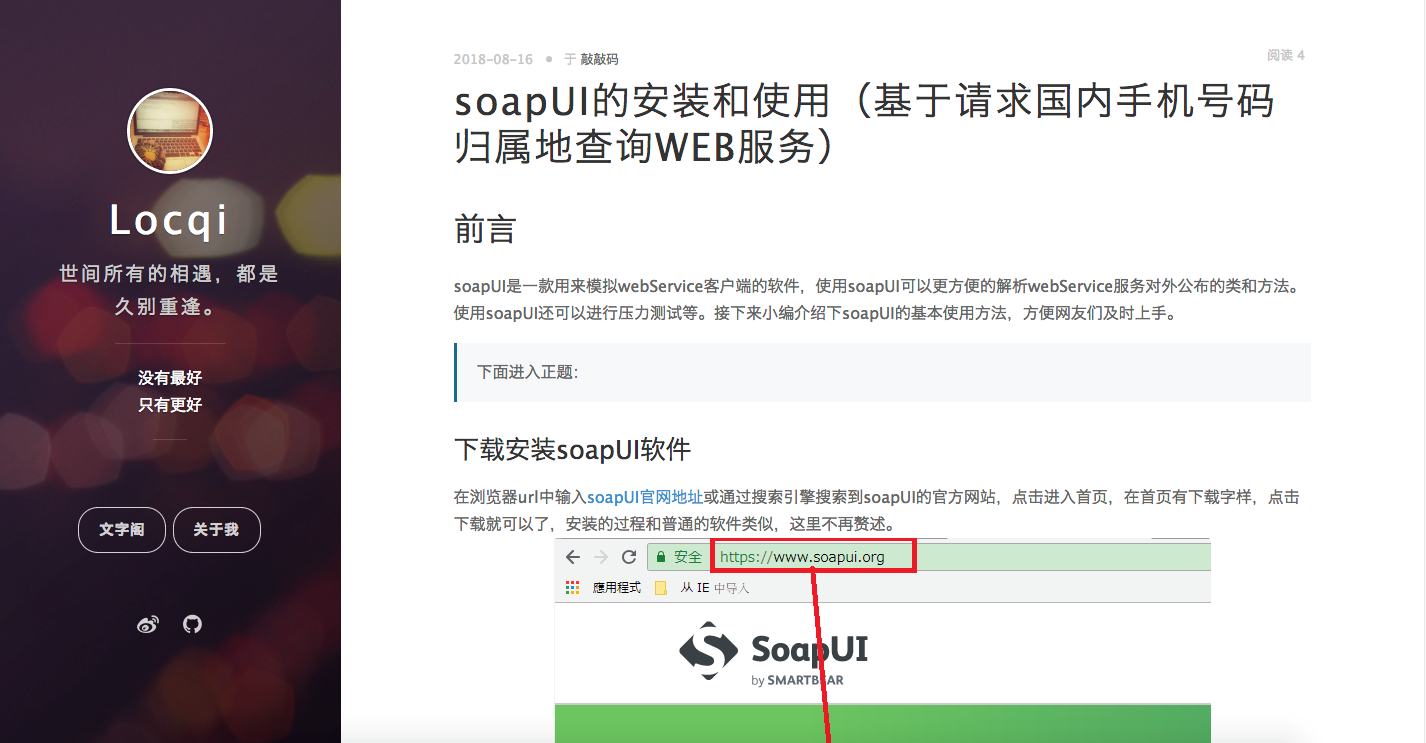 Locqi
世间所有的相遇，都是
久别重逢。
没有最好
只有更好
文字阁
关于我
2018-08-16 • 于 敲敲码
阅读 4
soapUI的安装和使用（基于请求国内手机号码
归属地查询WEB服务）
前言
soapUI是一款用来模拟webService客户端的软件，使用soapUI可以更方便的解析webService服务对外公布的类和方法。
使用soapUI还可以进行压力测试等。接下来小编介绍下soapUI的基本使用方法，方便网友们及时上手。
下面进入正题：
下载安装soapUI软件
在浏览器url中输入soapUI官网地址或通过搜索引擎搜索到soapUI的官方网站，点击进入首页，在首页有下载字样，点击
下载就可以了，安装的过程和普通的软件类似，这里不再赘述。
安全 https://www.soapui.org
應用程式 从 IE 中导入
SoapUI
by SMARTBEAR